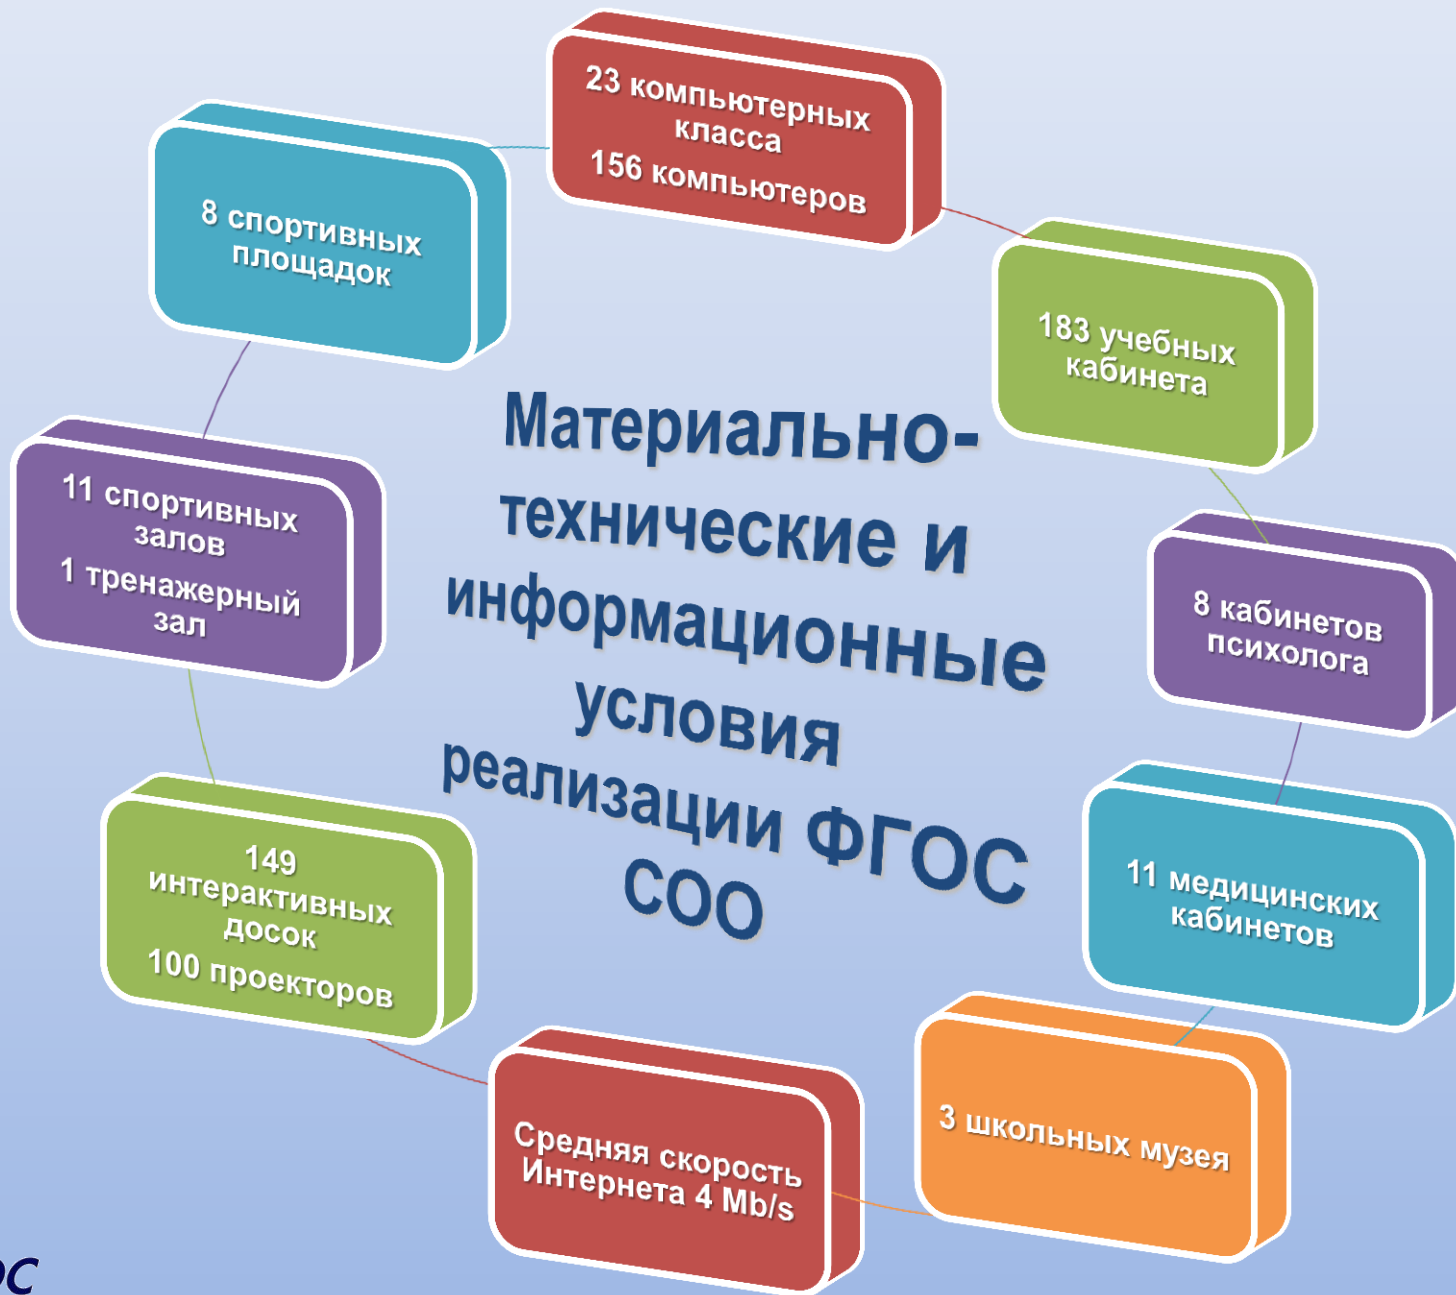 23 компьютерных
класса
156 компьютеров
8 спортивных
площадок
183 учебных
кабинета
Материально-
технические и
информационные
условия
реализации ФГОС
СОО
11 спортивных
залов
1 тренажерный
зал
8 кабинетов
психолога
149
интерактивных
досок
100 проекторов
11 медицинских
кабинетов
3 школьных музея
Средняя скорость
Интернета 4 Mb/s